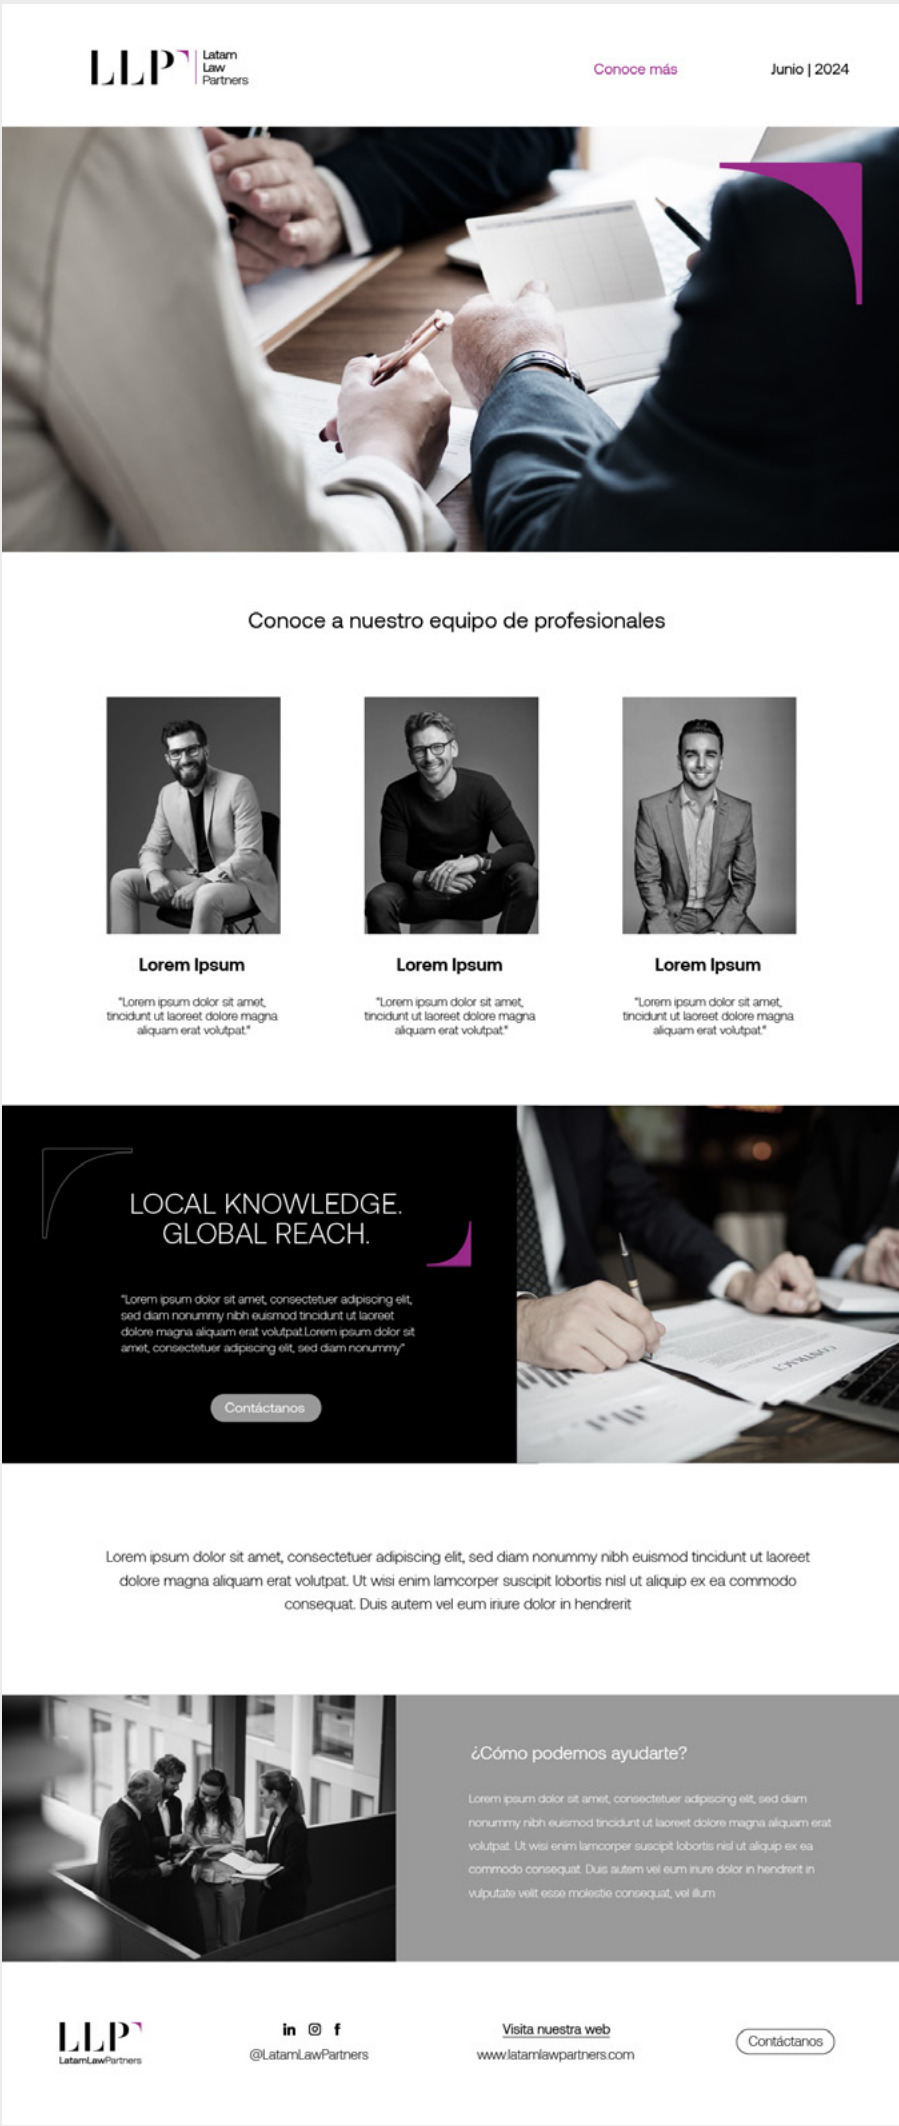 LLP
Latam
Law
Partners
Conoce más
Junio | 2024
Conoce a nuestro equipo de profesionales
Lorem Ipsum
"Lorem ipsum dolor sit amet,
tincidunt ut laoreet dolore magna
aliquam erat volutpat."
Lorem Ipsum
"Lorem ipsum dolor sit amet,
tincidunt ut laoreet dolore magna
aliquam erat volutpat."
Lorem Ipsum
"Lorem ipsum dolor sit amet,
tincidunt ut laoreet dolore magna
aliquam erat volutpat."
LOCAL KNOWLEDGE.
GLOBAL REACH.
"Lorem ipsum dolor sit amet, consectetuer adipiscing elit,
sed diam nonummy nibh euismod tincidunt ut laoreet
dolore magna aliquam erat volutpat.Lorem ipsum dolor sit
amet, consectetuer adipiscing elit, sed diam nonummy"
Contáctanos
CONTRACT
Lorem ipsum dolor sit amet, consectetuer adipiscing elit, sed diam nonummy nibh euismod tincidunt ut laoreet
dolore magna aliquam erat volutpat. Ut wisi enim lamcorper suscipit lobortis nisl ut aliquip ex ea commodo
consequat. Duis autem vel eum iriure dolor in hendrerit
¿Cómo podemos ayudarte?
Lorem ipsum dolor sit amet, consectetuer adipiscing elit, sed diam
nonummy nibh euismod tincidunt ut laoreet dolore magna aliquam erat
volutpat. Ut wisi enim lamcorper suscipit lobortis nisl ut aliquip ex ea
commodo consequat. Duis autem vel eum iriure dolor in hendrerit in
vulputate velit esse molestie consequat, vel illum
LLP
LatamLawPartners
@LatamLawPartners
Visita nuestra web
www.latamlawpartners.com
Contáctanos